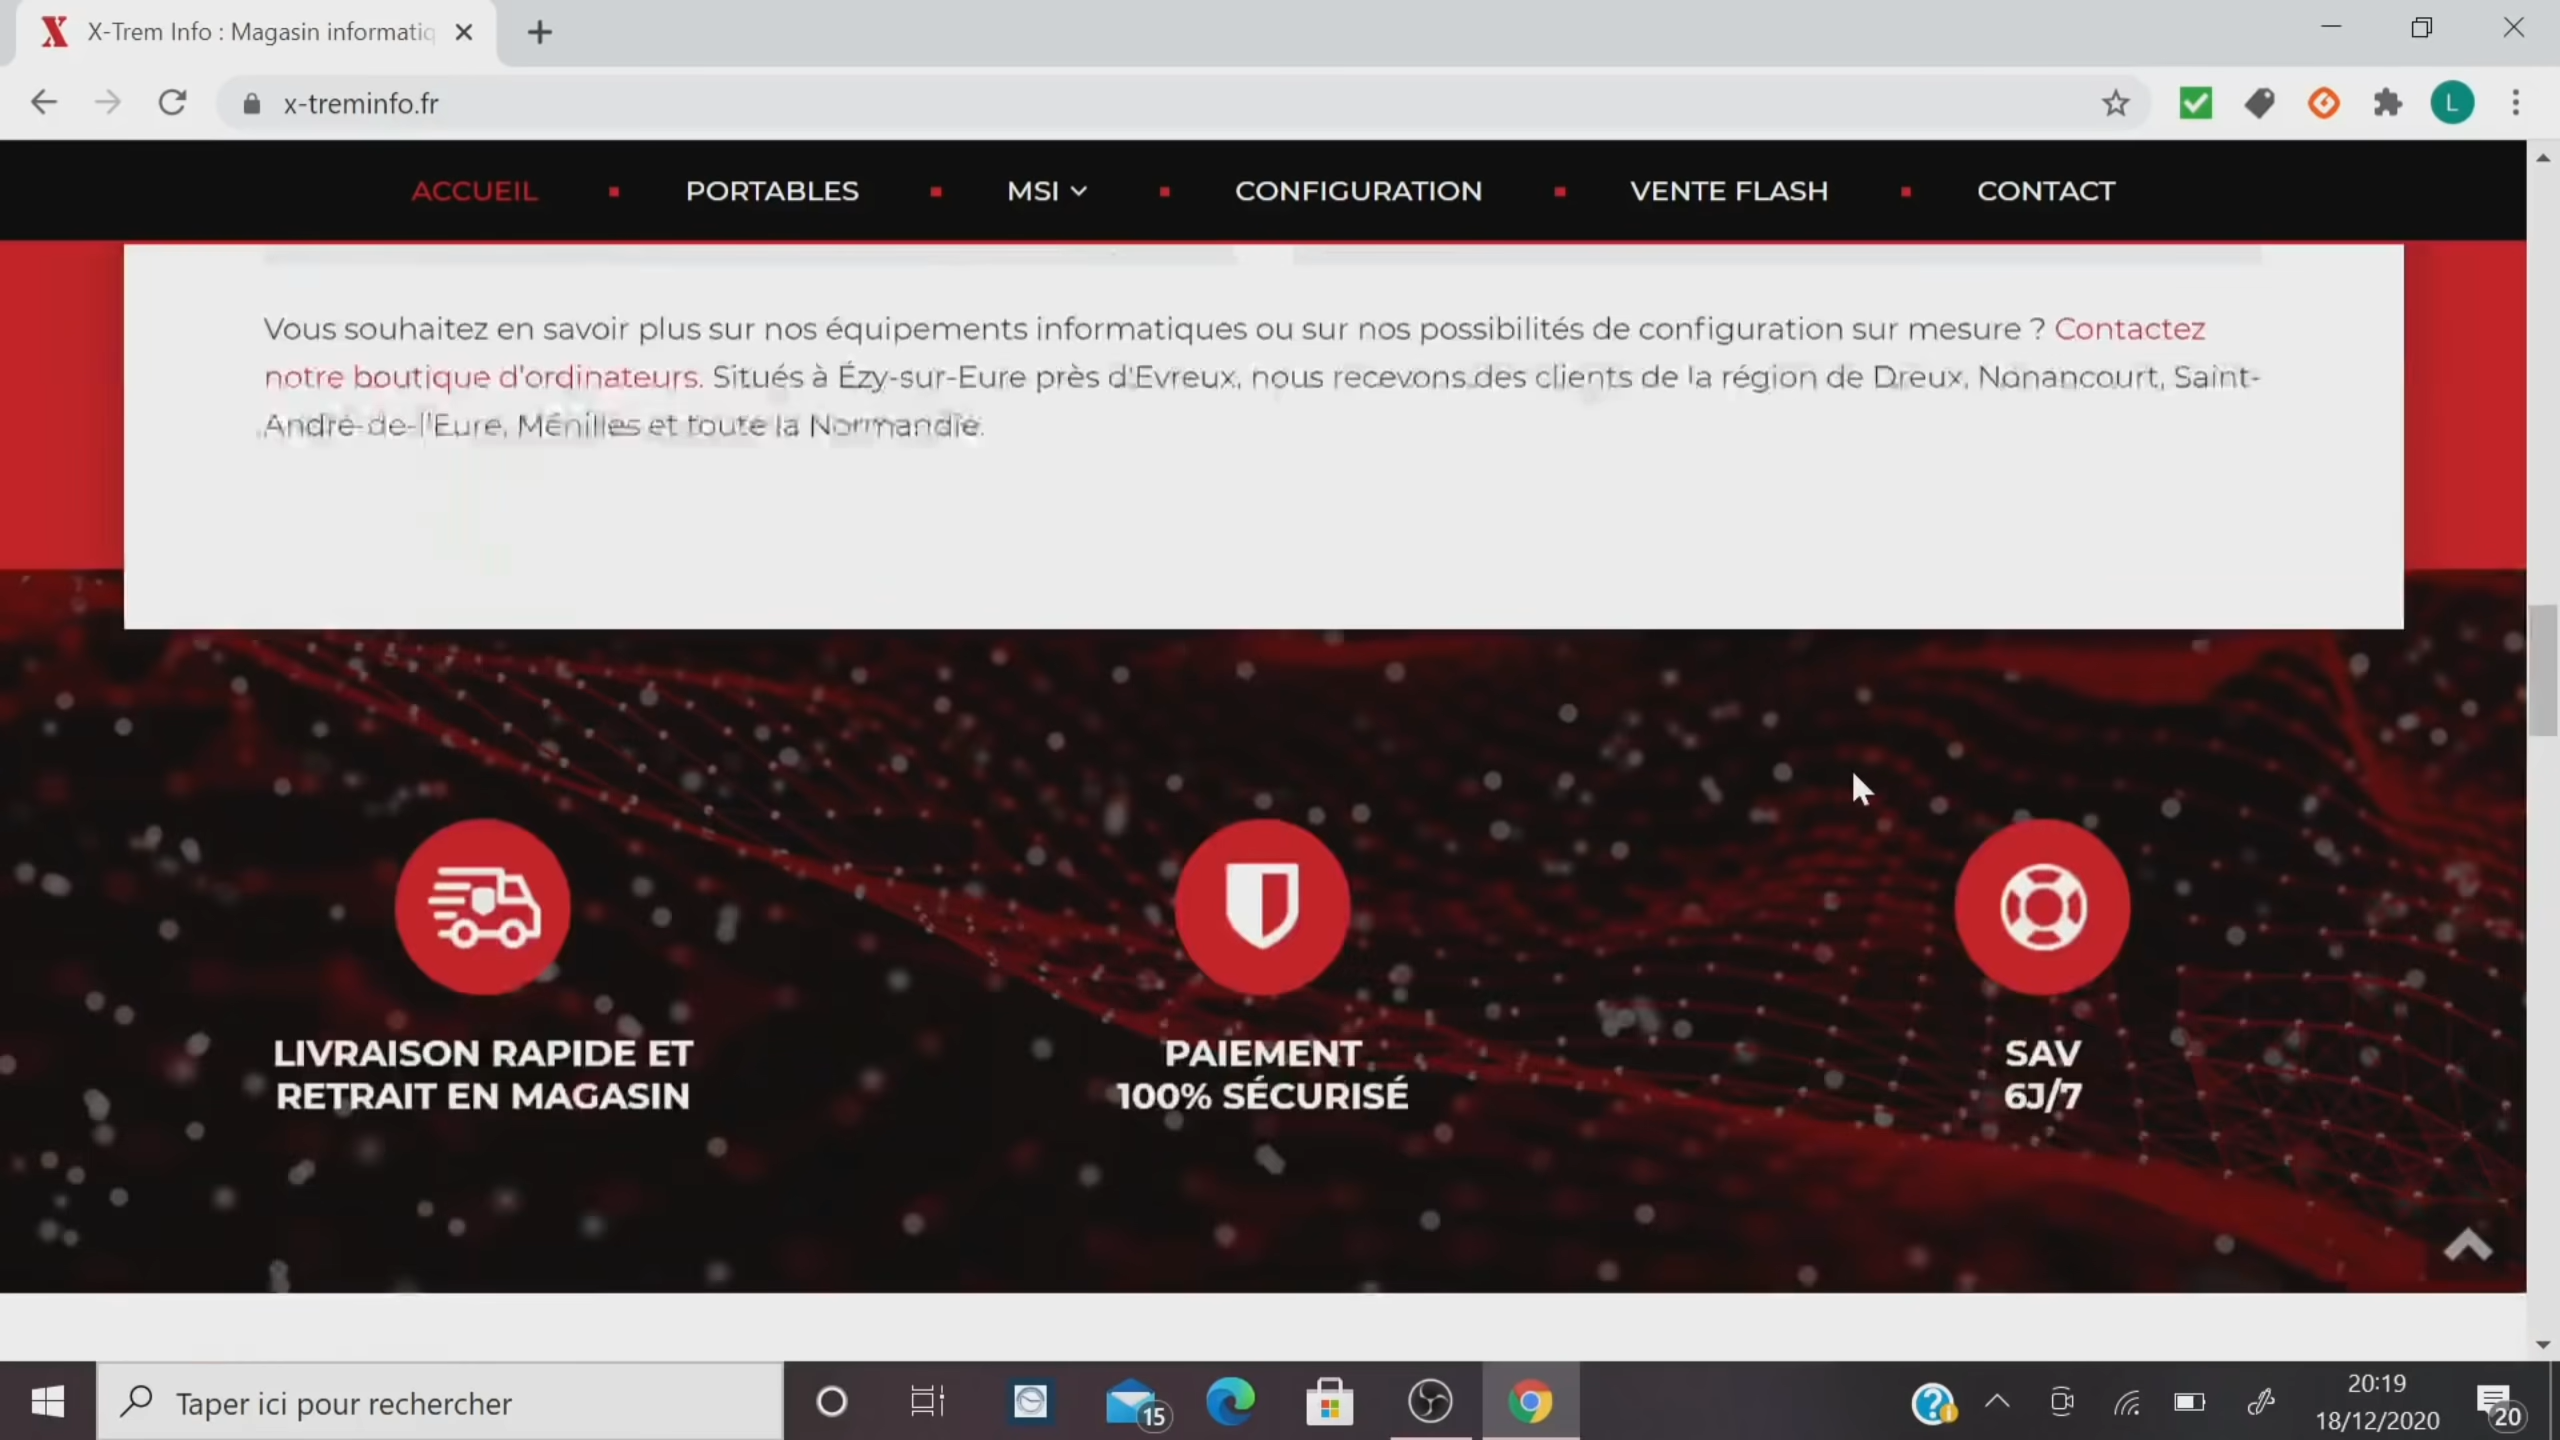 X-Trem Info : Magasin informatiq
x-treminfo.fr
L
ACCUEIL PORTABLES MSI CONFIGURATION VENTE FLASH CONTACT
Vous souhaitez en savoir plus sur nos équipements informatiques ou sur nos possibilités de configuration sur mesure ? Contactez
notre boutique d'ordinateurs. Situés à Ézy-sur-Eure près d'Evreux, nous recevons des clients de la région de Dreux, Nonancourt, Saint-
André-de-l'Eure, Ménilles et toute la Normandie.
LIVRAISON RAPIDE ET
RETRAIT EN MAGASIN
PAIEMENT
100% SÉCURISÉ
SAV
6J/7
Taper ici pour rechercher
15
20:19
18/12/2020
20